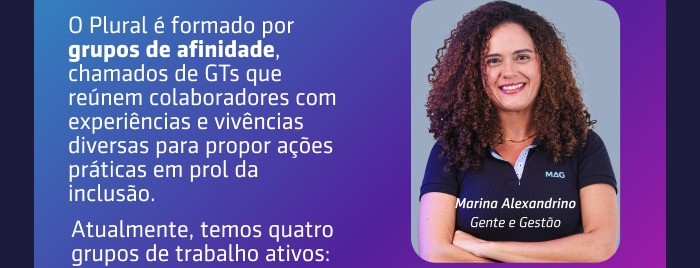 O Plural é formado por
grupos de afinidade,
chamados de GTs que
reúnem colaboradores com
experiências e vivências
diversas para propor ações
práticas em prol da
inclusão.
Atualmente, temos quatro
grupos de trabalho ativos:
MAG
Marina Alexandrino
Gente e Gestão